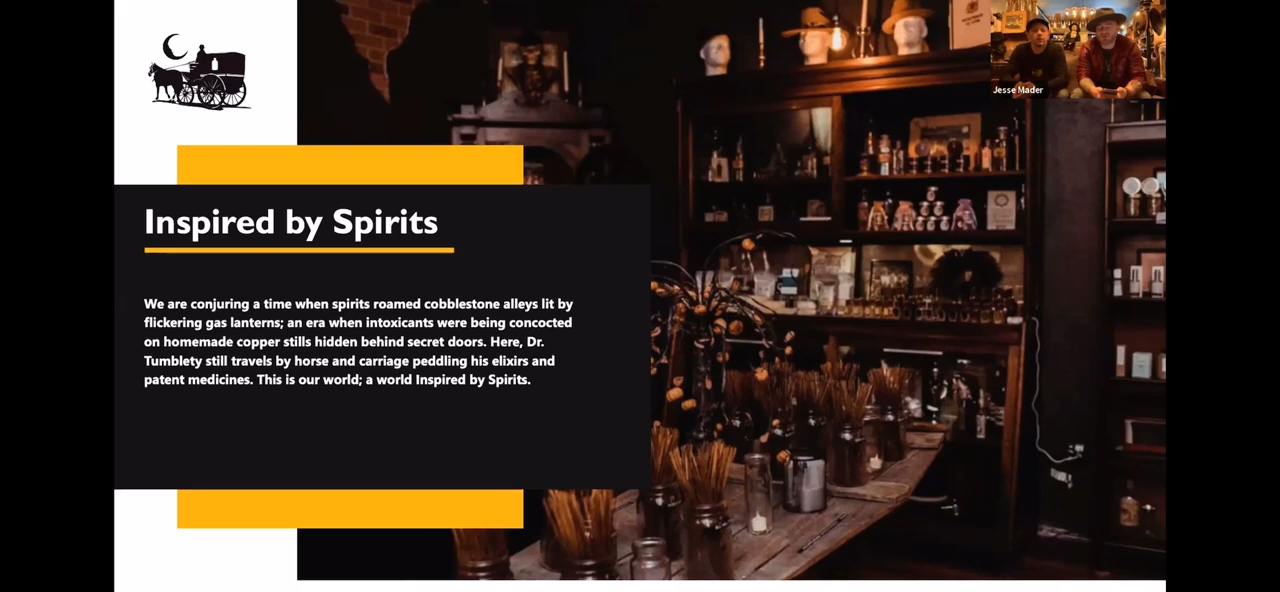 Jesse Mader
Inspired by Spirits
We are conjuring a time when spirits roamed cobblestone alleys lit by
flickering gas lanterns; an era when intoxicants were being concocted
on homemade copper stills hidden behind secret doors. Here, Dr.
Tumblety still travels by horse and carriage peddling his elixirs and
patent medicines. This is our world; a world Inspired by Spirits.